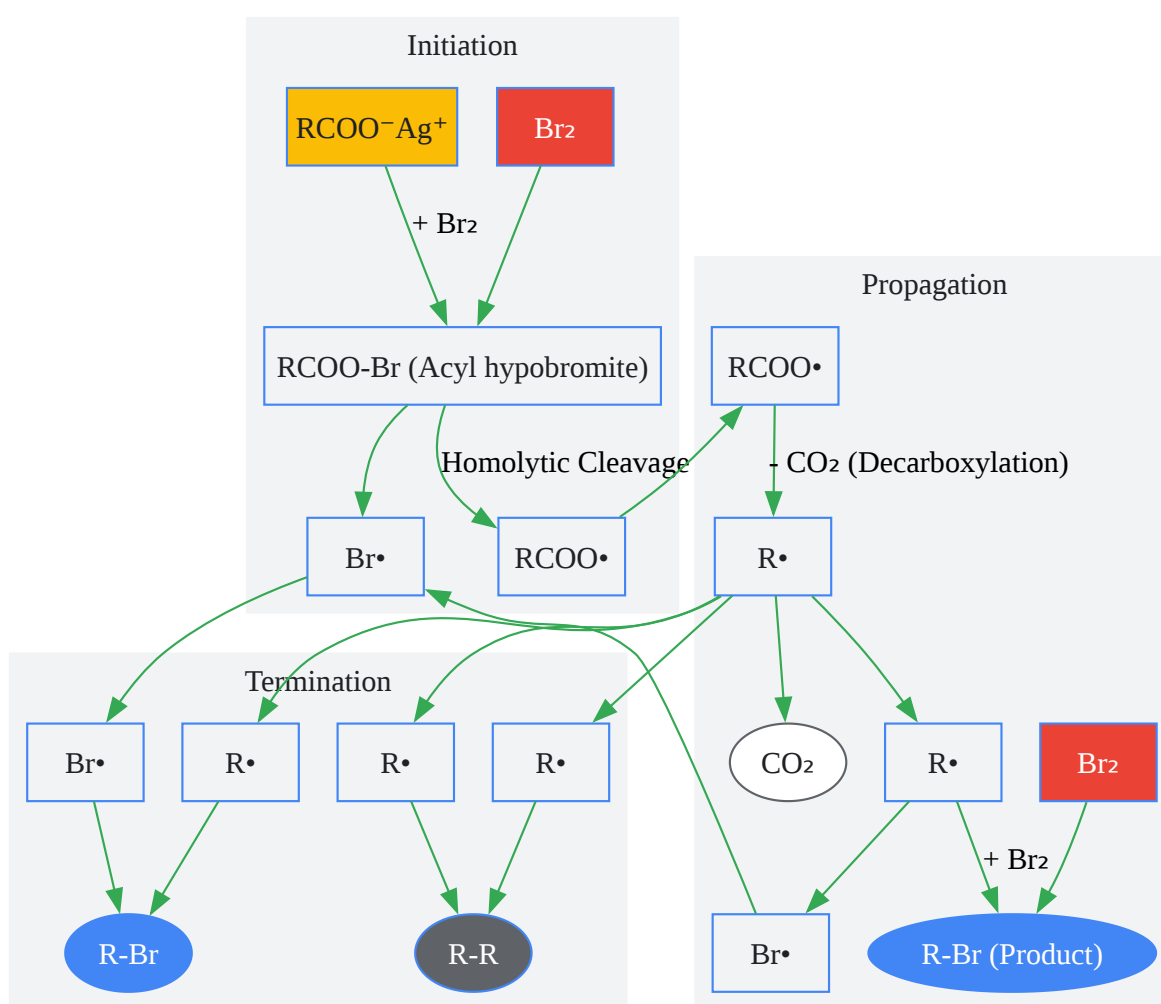 Initiation
RCOO⁻Ag⁺
Br₂
+ Br₂
Propagation
RCOO-Br (Acyl hypobromite)
RCOO•
Homolytic Cleavage
- CO₂ (Decarboxylation)
Br•
RCOO•
R•
Termination
Br•
R•
R•
R•
CO₂
R•
Br₂
+ Br₂
R-Br
R-R
Br•
R-Br (Product)